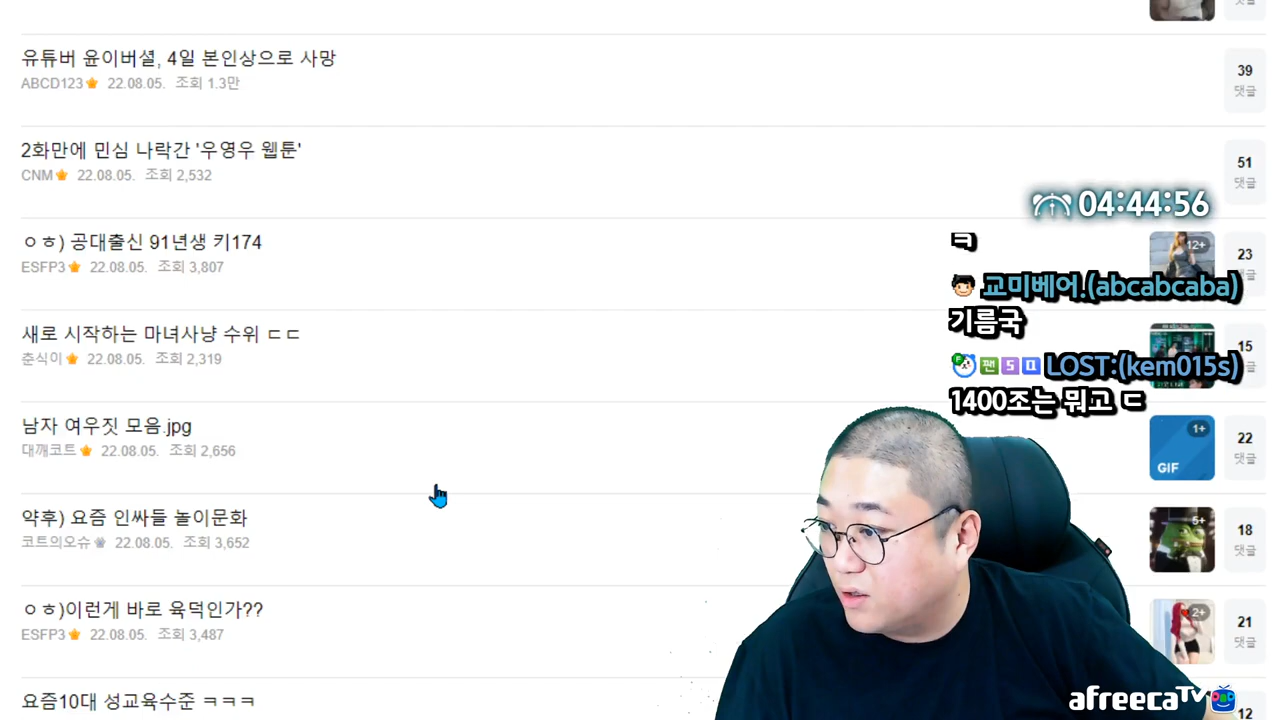 댓글
유튜버 윤이버셜, 4일 본인상으로 사망
ABCD123 22.08.05. 조회 1.3만
39
댓글
2화만에 민심 나락간 '우영우 웹툰'
CNM 22.08.05. 조회 2,532
51
댓글
04:44:56
ㅇㅎ) 공대출신 91년생 키174
ESFP3 22.08.05. 조회 3,807
12+
23
글
ㅋ
교미베어.(abcabcaba)
기름국
새로 시작하는 마녀사냥 수위 ㄷㄷ
춘식이 22.08.05. 조회 2,319
15
글
팬 5 LOST:(kem015s)
1400조는 뭐고 ㄷ
남자 여우짓 모음.jpg
대깨코트 22.08.05. 조회 2,656
1+
GIF
22
댓글
약후) 요즘 인싸들 놀이문화
코트의오슈 22.08.05. 조회 3,652
5+
18
댓글
ㅇㅎ)이런게 바로 육덕인가??
ESFP3 22.08.05. 조회 3,487
2+
21
댓글
요즘10대 성교육수준 ㅋㅋㅋ
12
afreecaTV